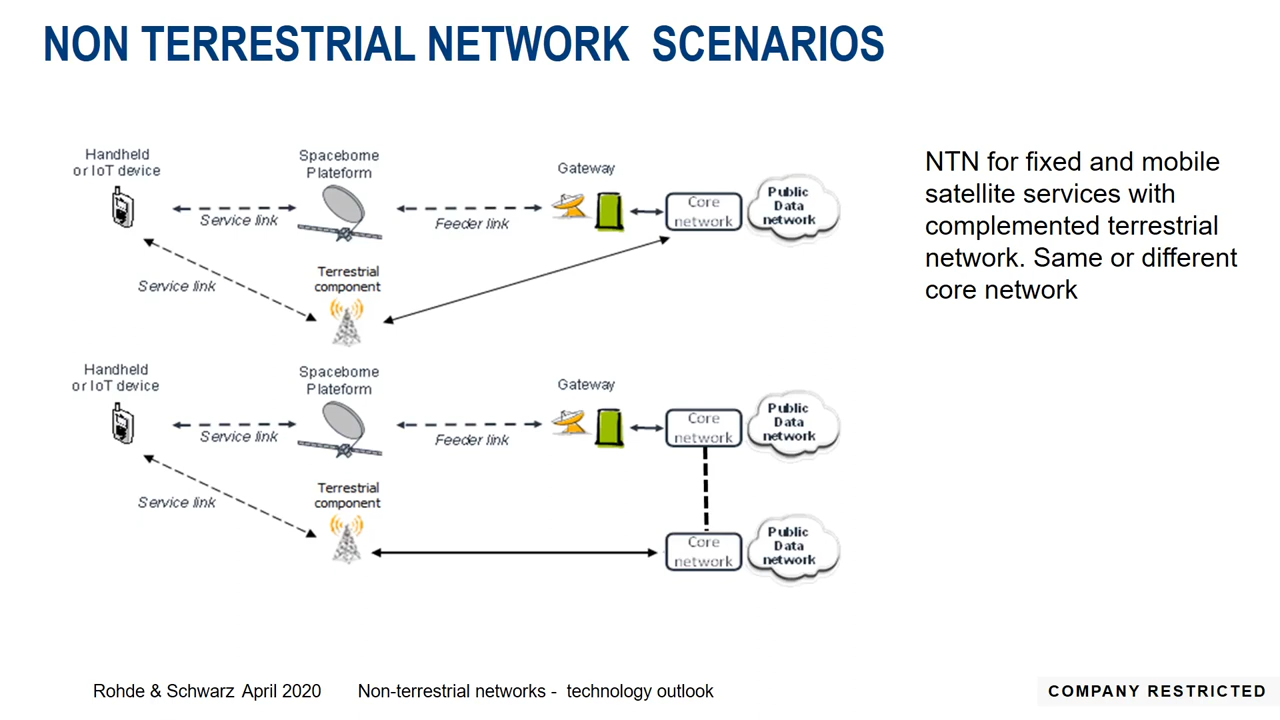 NON TERRESTRIAL NETWORK SCENARIOS
Handheld
or IoT device
Spaceborne
Plateform
Gateway
Service link
Feeder link
Core
network
Public
Data
network
Service link
Terrestrial
component
NTN for fixed and mobile
satellite services with
complemented terrestrial
network. Same or different
core network
Handheld
or IoT device
Spaceborne
Plateform
Gateway
Service link
Feeder link
Core
network
Public
Data
network
Service link
Terrestrial
component
Core
network
Public
Data
network
Rohde & Schwarz April 2020
Non-terrestrial networks - technology outlook
COMPANY RESTRICTED